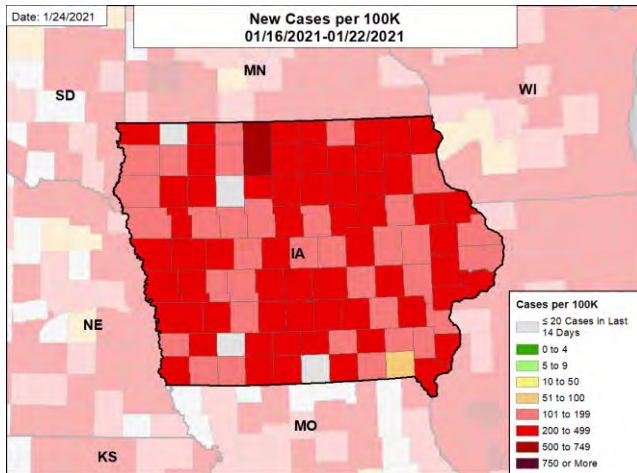 Date: 1/24/2021
New Cases per 100K
01/16/2021-01/22/2021
MN
SD
WI
IA
NE
MO
KS
Cases per 100K
≤ 20 Cases in Last
14 Days
0 to 4
5 to 9
10 to 50
51 to 100
101 to 199
200 to 499
500 to 749
750 or More